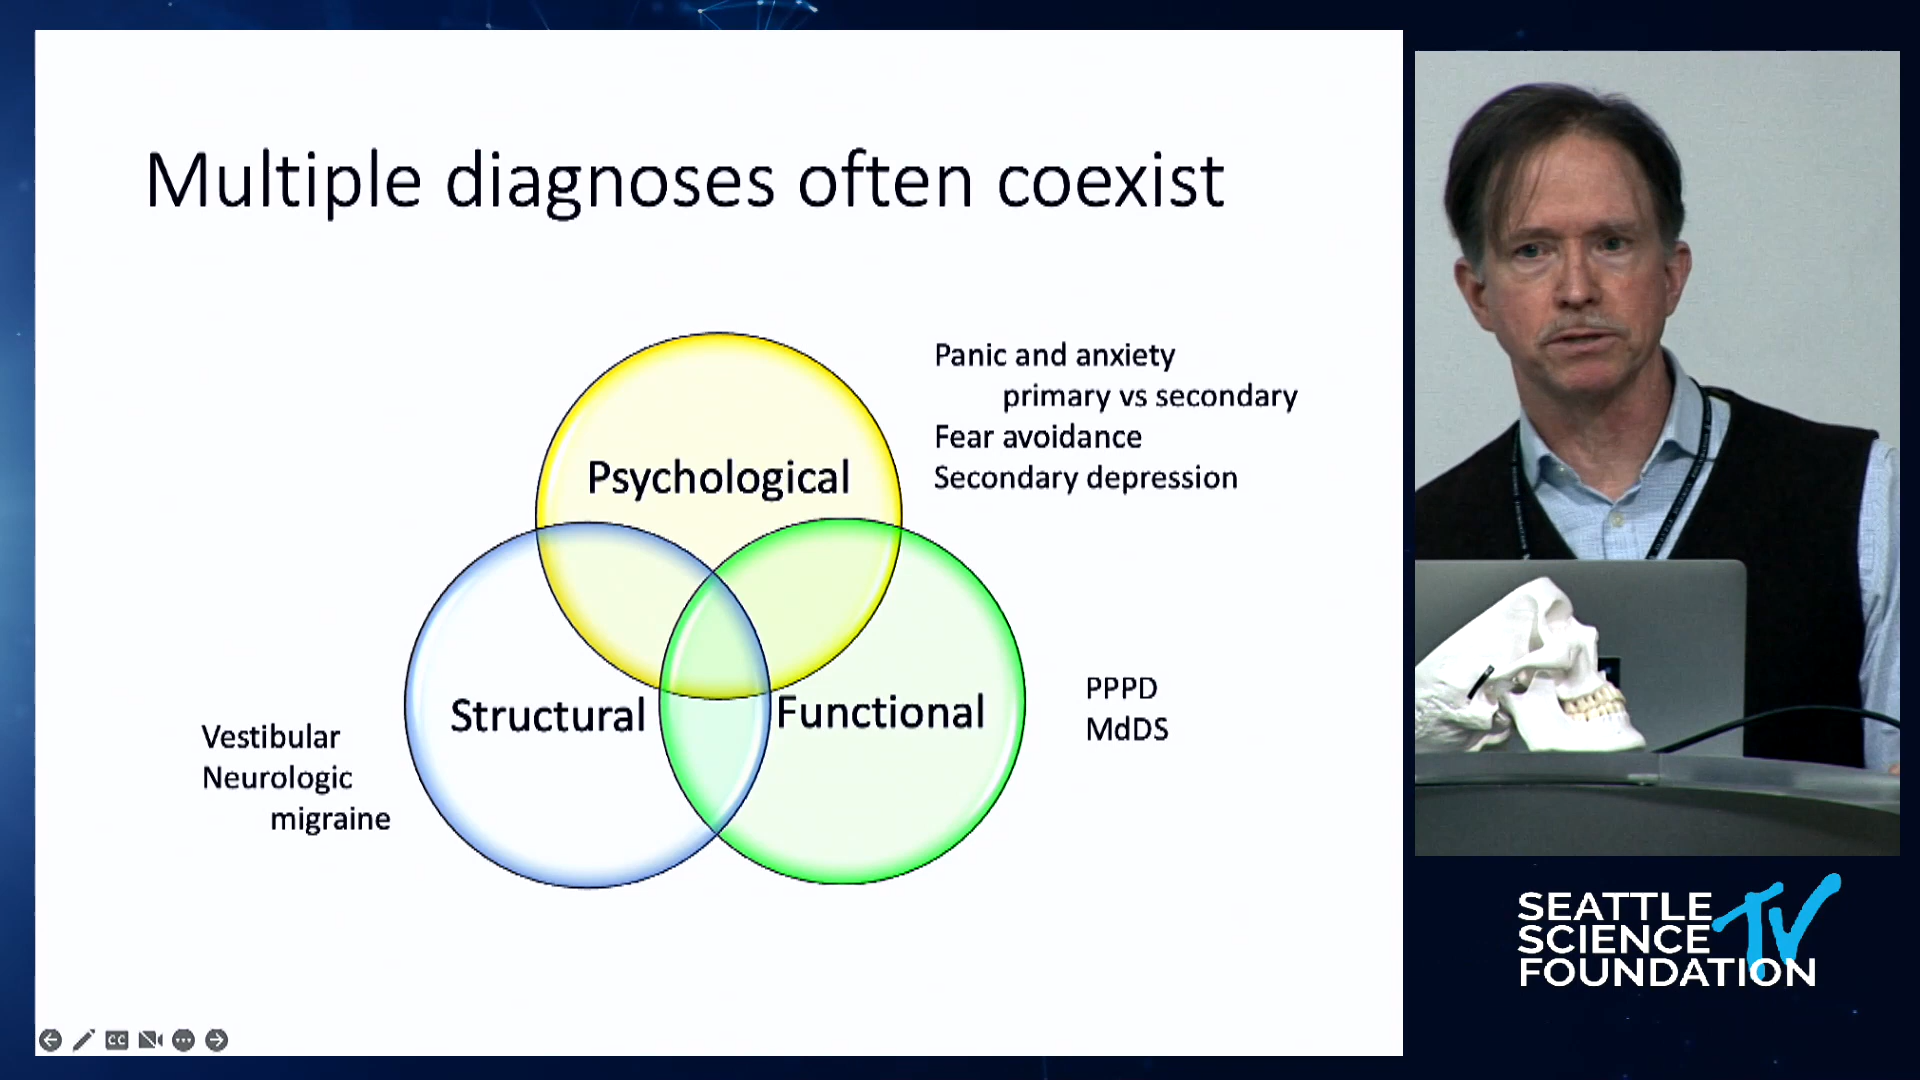 Multiple diagnoses often coexist
Panic and anxiety
primary vs secondary
Fear avoidance
Secondary depression
Psychological
Structural
Functional
PPPD
MdDS
Vestibular
Neurologic
migraine
CC
SEATTLE
SCIENCE
FOUNDATION
TV